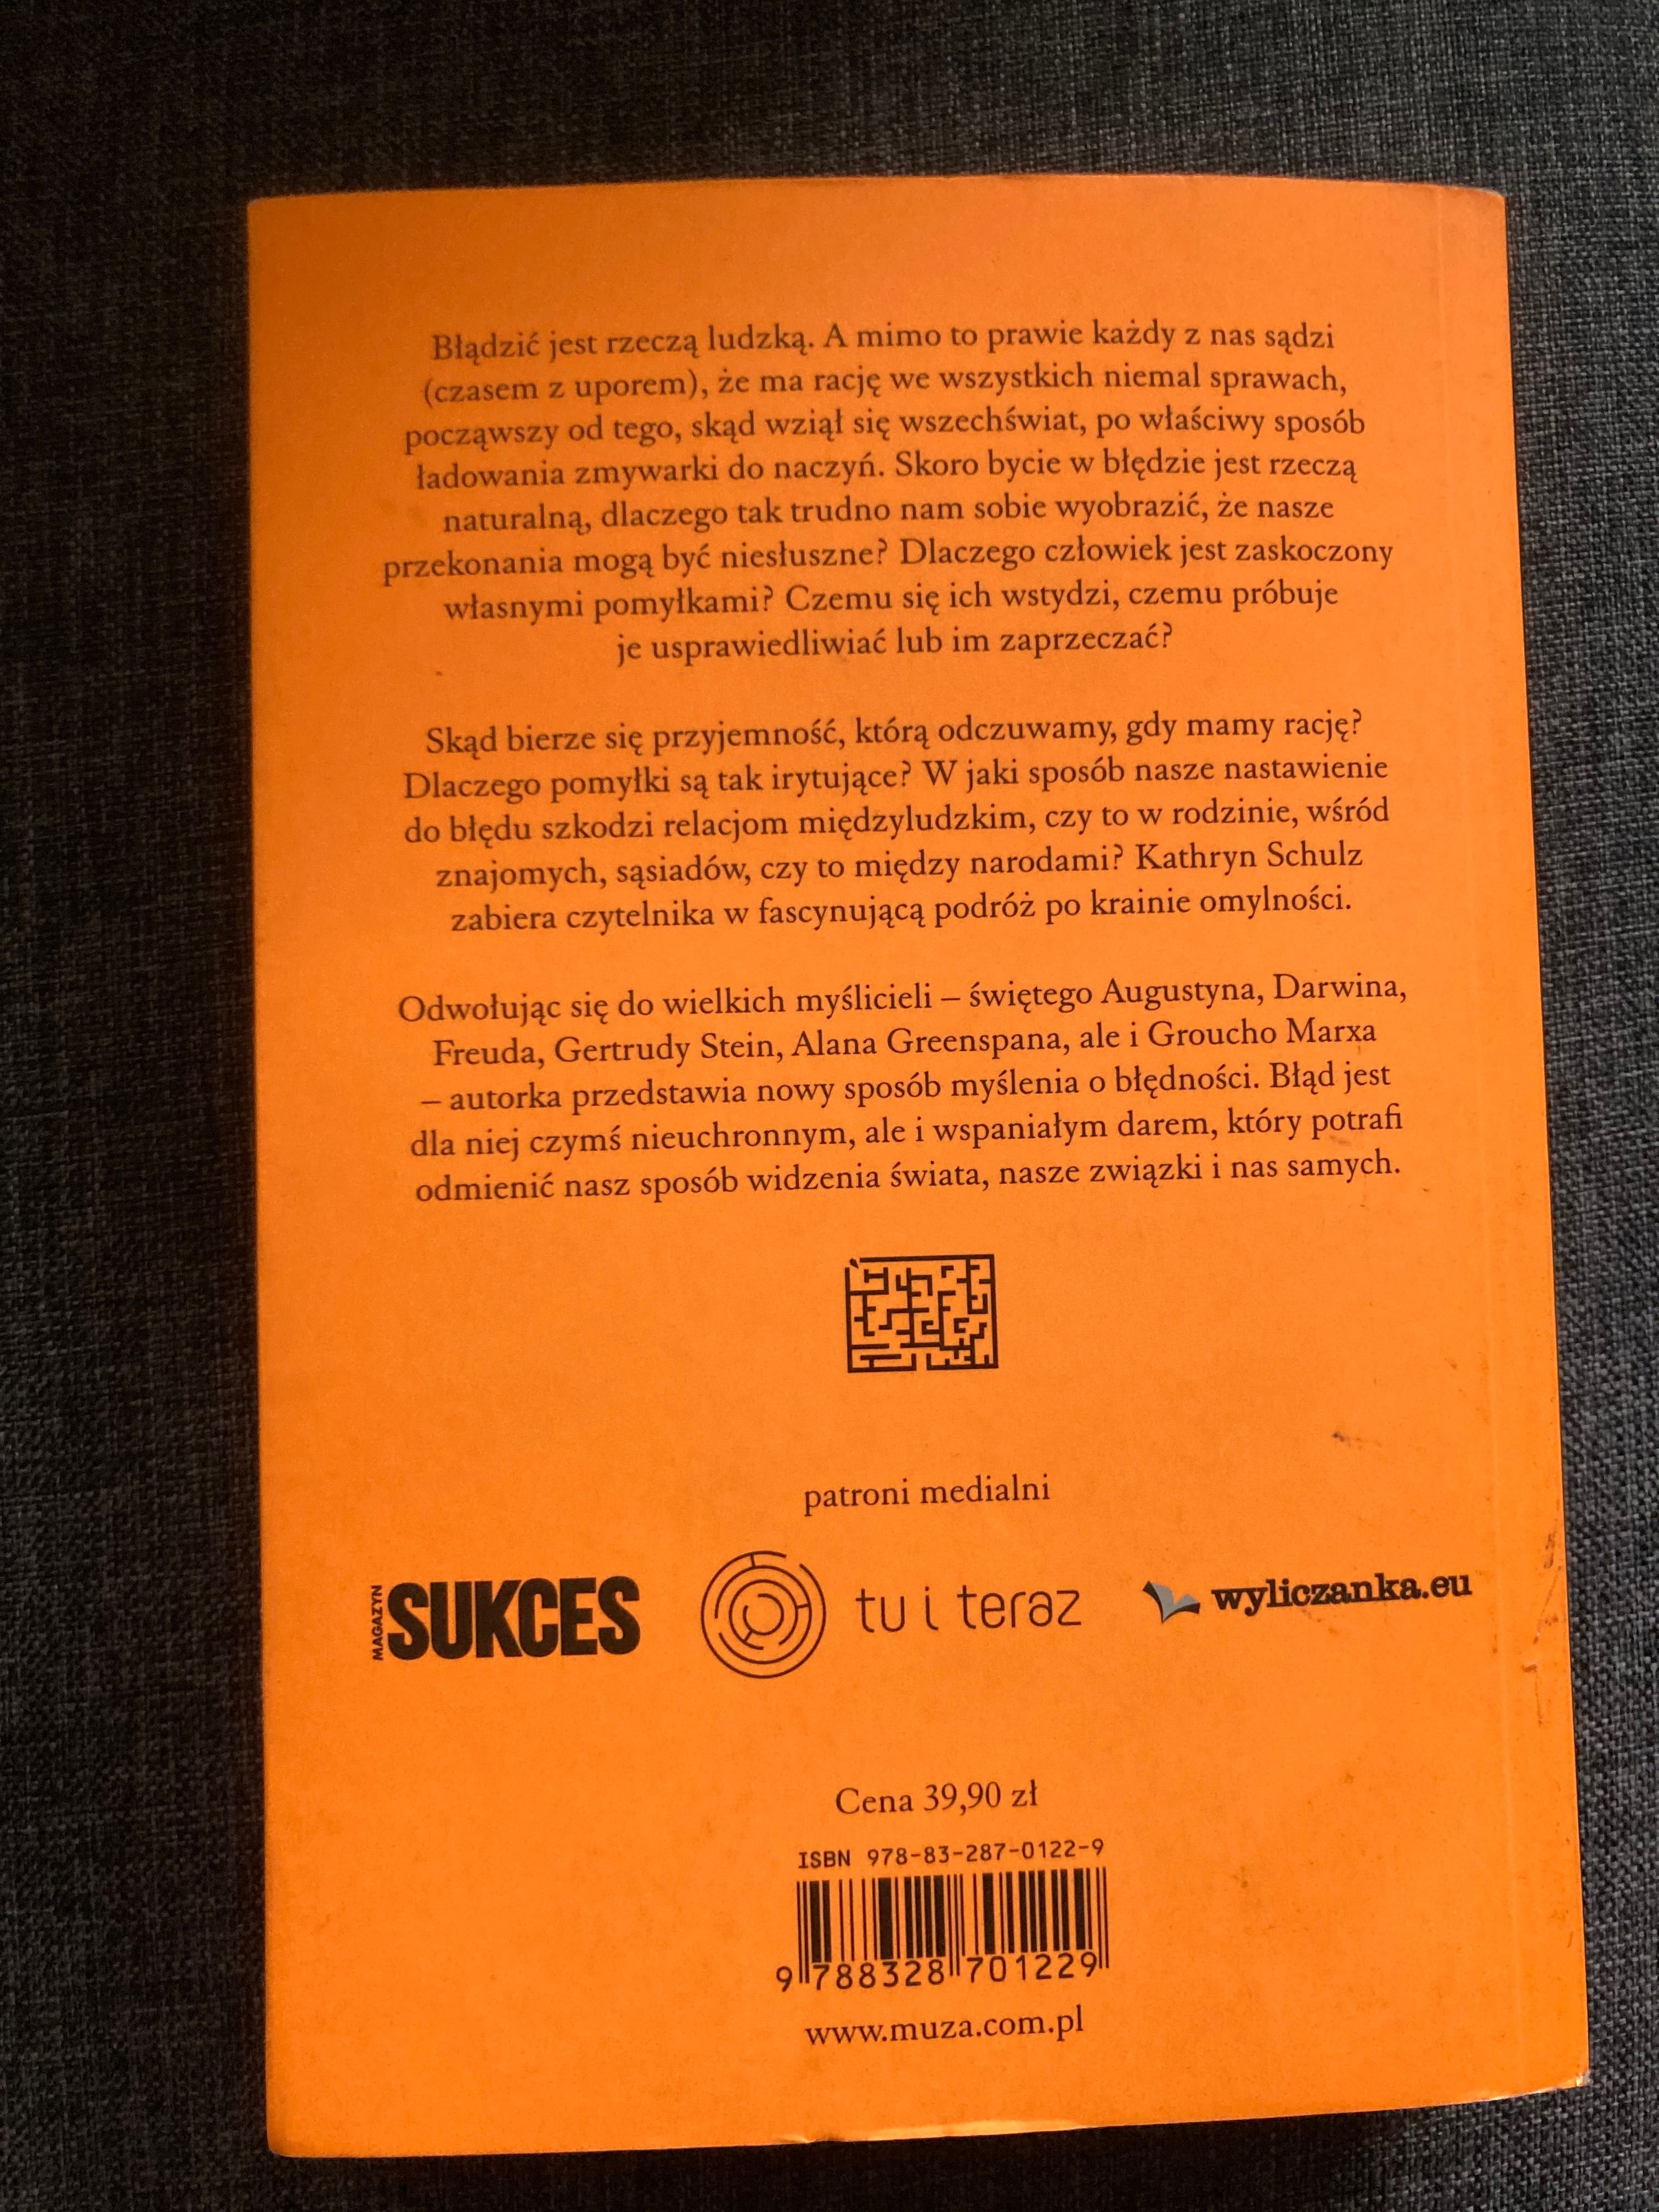 Błądzić jest rzeczą ludzką. A mimo to prawie każdy z nas sądzi
(czasem z uporem), że ma rację we wszystkich niemal sprawach,
począwszy od tego, skąd wziął się wszechświat, po właściwy sposób
ładowania zmywarki do naczyń. Skoro bycie w błędzie jest rzeczą
naturalną, dlaczego tak trudno nam sobie wyobrazić, że nasze
przekonania mogą być niesłuszne? Dlaczego człowiek jest zaskoczony
własnymi pomyłkami? Czemu się ich wstydzi, czemu próbuje
je usprawiedliwiać lub im zaprzeczać?
Skąd bierze się przyjemność, którą odczuwamy, gdy mamy rację?
Dlaczego pomyłki są tak irytujące? W jaki sposób nasze nastawienie
do błędu szkodzi relacjom międzyludzkim, czy to w rodzinie, wśród
znajomych, sąsiadów, czy to między narodami? Kathryn Schulz
zabiera czytelnika w fascynującą podróż po krainie omylności.
Odwołując się do wielkich myślicieli – świętego Augustyna, Darwina,
Freuda, Gertrudy Stein, Alana Greenspana, ale i Groucho Marxa
– autorka przedstawia nowy sposób myślenia o błędności. Błąd jest
dla niej czymś nieuchronnym, ale i wspaniałym darem, który potrafi
odmienić nasz sposób widzenia świata, nasze związki i nas samych.
patroni medialni
MAGAZYN SUKCES
tu i teraz
wyliczanka.eu
Cena 39,90 zł
ISBN 978-83-287-0122-9
9 788328 701229
www.muza.com.pl